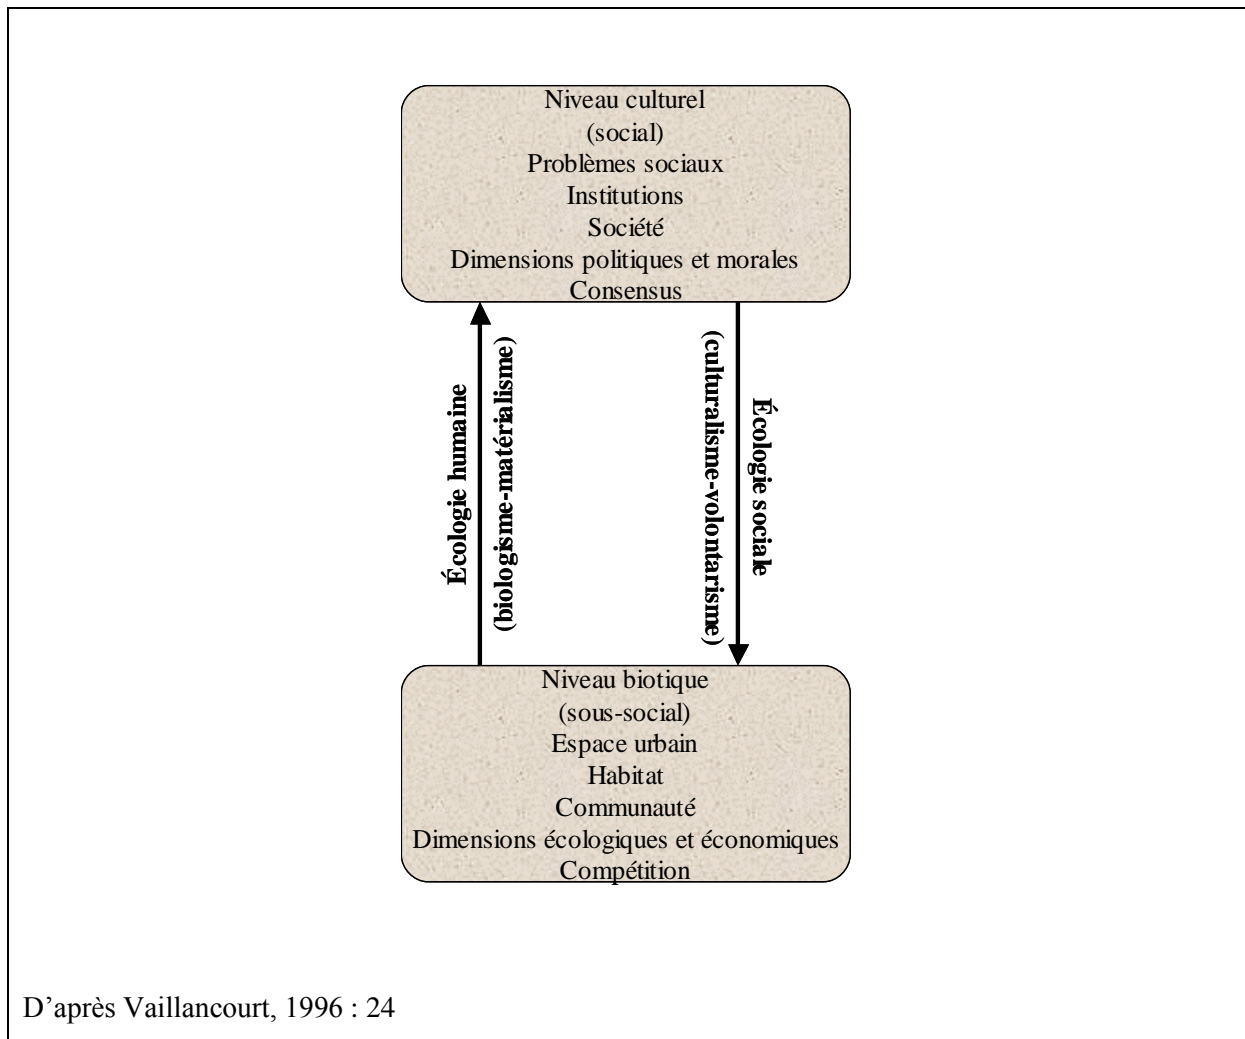 Niveau culturel
(social)
Problèmes sociaux
Institutions
Société
Dimensions politiques et morales
Consensus
Écologie humaine
(biologisme-matérialisme)
(culturalisme-volontarisme)
Écologie sociale
Niveau biotique
(sous-social)
Espace urbain
Habitat
Communauté
Dimensions écologiques et économiques
Compétition
D’après Vaillancourt, 1996 : 24